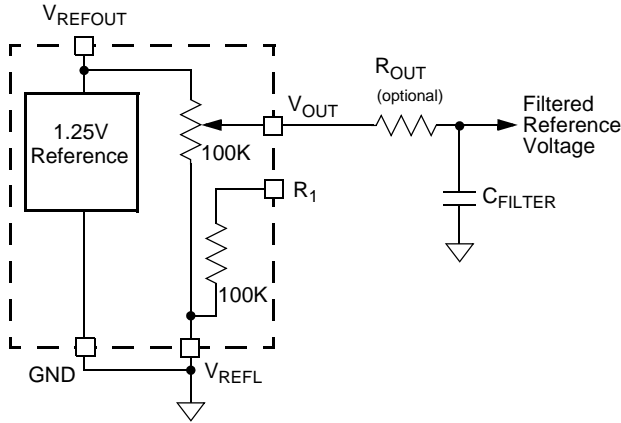 VREFOUT
1.25V
Reference
100K
VOUT
ROUT
(optional)
Filtered
Reference
Voltage
R1
CFILTER
100K
GND
VREFL